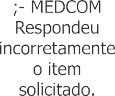 ;- MEDCOM
Respondeu
incorretamente
o item
solicitado.